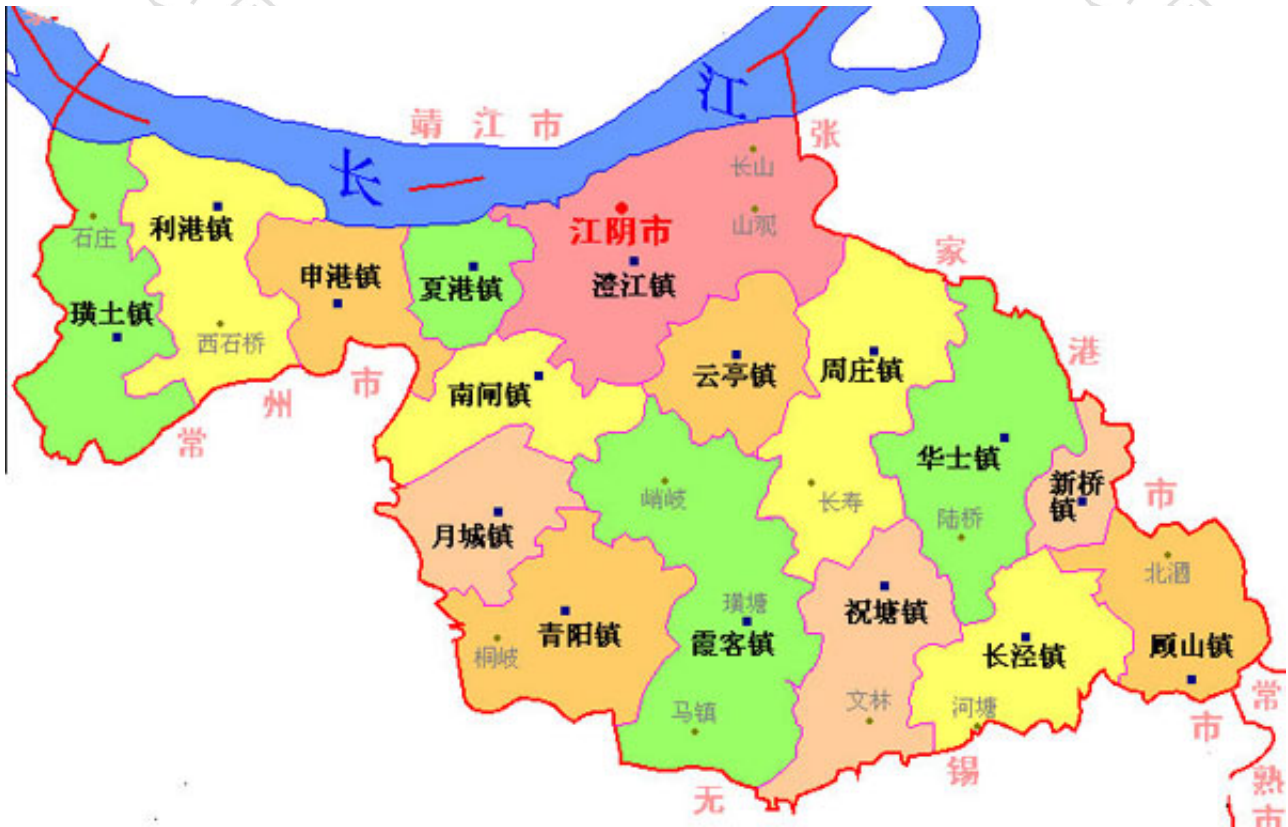 江
长
靖江市
张
家
港
市
长山
山观
江阴市
澄江镇
石庄
利港镇
申港镇
夏港镇
璜土镇
西石桥
常
州
市
南闸镇
云亭镇
周庄镇
华士镇
新桥
镇
峭岐
长寿
陆桥
月城镇
北漍
璜塘
祝塘镇
青阳镇
桐岐
霞客镇
长泾镇
顾山镇
马镇
文林
河塘
无
锡
市
常
熟
市